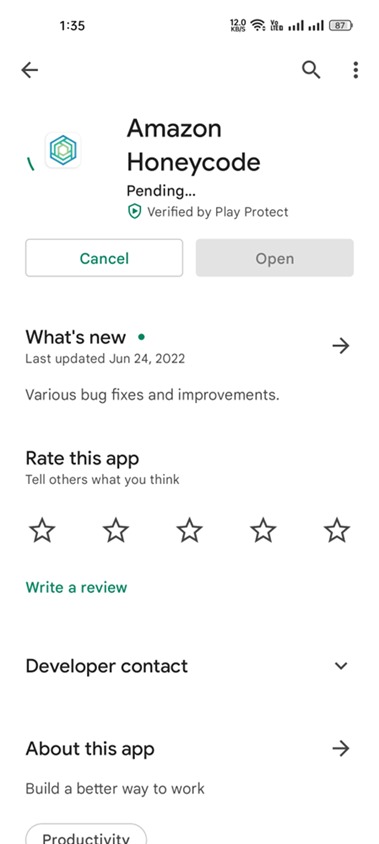 1:35
12.0 KB/S Vo LTE 87
Amazon
Honeycode
Pending...
Verified by Play Protect
Cancel
Open
What's new
Last updated Jun 24, 2022
Various bug fixes and improvements.
Rate this app
Tell others what you think
Write a review
Developer contact
About this app
Build a better way to work
Productivity